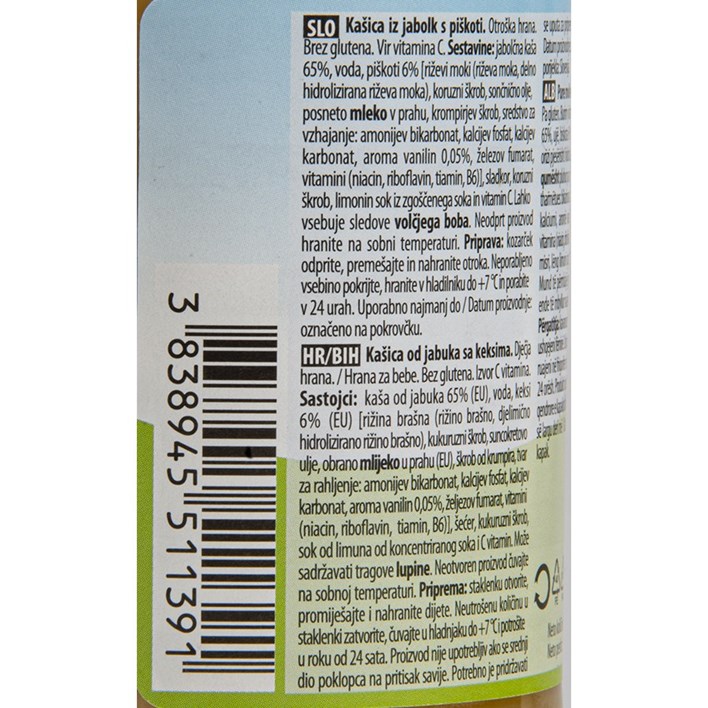 SLO Kašica iz jabolk s piškoti. Otroška hrana.
Brez glutena. Vir vitamina C. Sestavine: jabolčna kaša
65%, voda, piškoti 6% [riževi moki (riževa moka, delno
hidrolizirana riževa moka), koruzni škrob, sončnično olje,
posneto mleko v prahu, krompirjev škrob, sredstvo za
vzhajanje: amonijev bikarbonat, kalcijev fosfat, kalcijev
karbonat, aroma vanilin 0,05%, železov fumarat,
vitamini (niacin, riboflavin, tiamin, B6)], sladkor, koruzni
škrob, limonin sok iz zgoščenega soka in vitamin C. Lahko
vsebuje sledove volčjega boba. Neodprt proizvod
hranite na sobni temperaturi. Priprava: kozarček
odprite, premešajte in nahranite otroka. Neporabljeno
vsebino pokrijte, hranite v hladilniku do +7°C in porabite
v 24 urah. Uporabno najmanj do / Datum proizvodnje:
označeno na pokrovčku.
HR/BIH Kašica od jabuka sa keksima. Dječja
hrana. / Hrana za bebe. Bez glutena. Izvor C vitamina.
Sastojci: kaša od jabuka 65% (EU), voda, keksi
6% (EU) [rižina brašna (rižino brašno, djelimično
hidrolizirano rižino brašno), kukuruzni škrob, suncokretovo
ulje, obrano mlijeko u prahu (EU), škrob od krumpira, tvar
za rahljenje: amonijev bikarbonat, kalcijev fosfat, kalcijev
karbonat, aroma vanilin 0,05%, željezov fumarat, vitamini
(niacin, riboflavin, tiamin, B6)], šećer, kukuruzni škrob,
sok od limuna od koncentriranog soka i C vitamin. Može
sadržavati tragove lupine. Neotvoren proizvod čuvajte
na sobnoj temperaturi. Priprema: staklenku otvorite,
promiješajte i nahranite dijete. Neutrošenu količinu u
staklenki zatvorite, čuvajte u hladnjaku do +7°C i potrošite
u roku od 24 sata. Proizvod nije upotrebljiv ako se središnji
dio poklopca na pritisak savije. Potrebno je pridržavati
ALB
kapak.
3 838945 511391